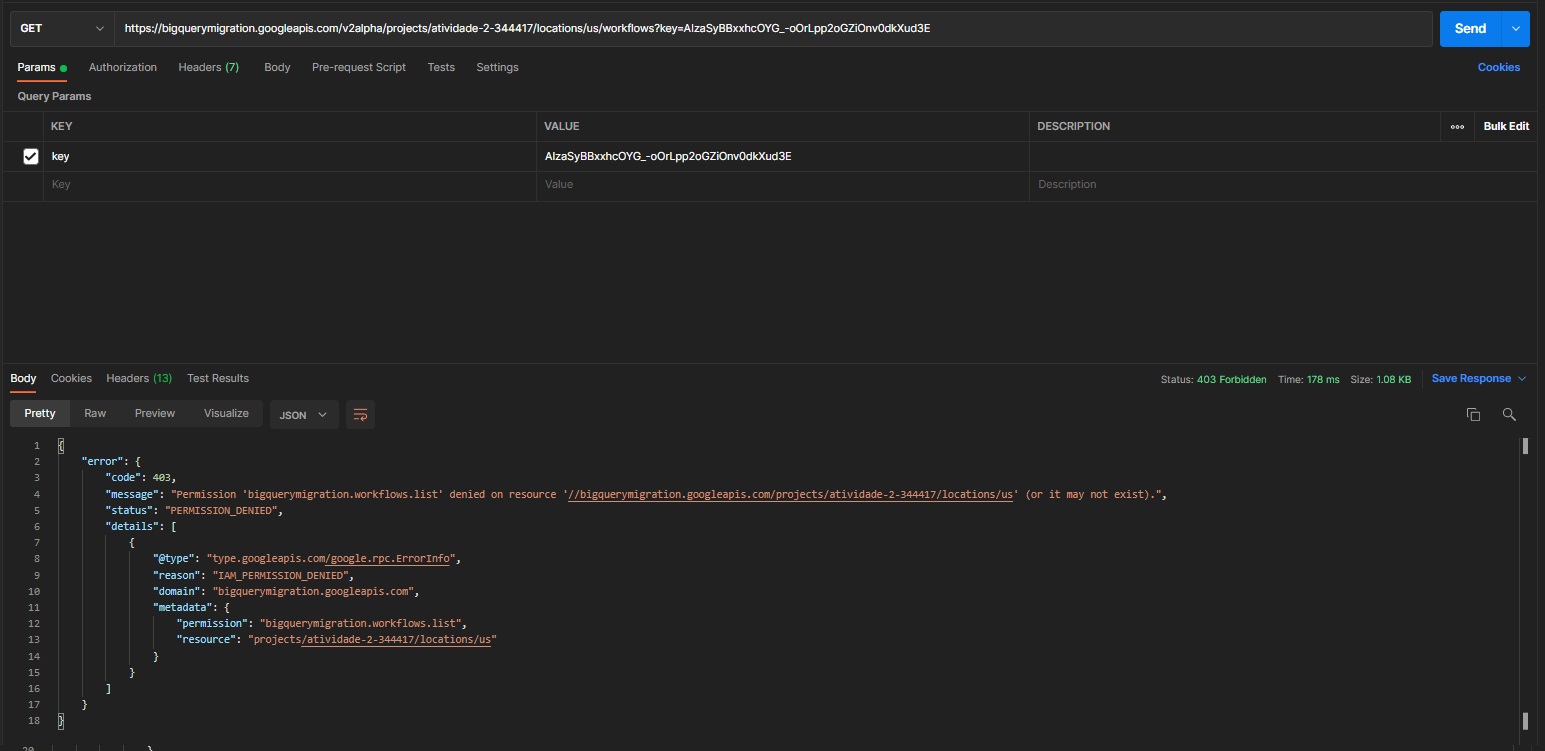 GET https://bigquerymigration.googleapis.com/v2alpha/projects/atividade-2-344417/locations/us/workflows?key=AIzaSyBBxxhcOYG_-oOrLpp2oGZiOnv0dkXud3E Send
Params Authorization Headers (7) Body Pre-request Script Tests Settings Cookies
Query Params
KEY VALUE DESCRIPTION ooo Bulk Edit
key AIzaSyBBxxhcOYG_-oOrLpp2oGZiOnv0dkXud3E
Key Value Description
Body Cookies Headers (13) Test Results Status: 403 Forbidden Time: 178 ms Size: 1.08 KB Save Response
Pretty Raw Preview Visualize JSON
1 {
2 "error": {
3 "code": 403,
4 "message": "Permission 'bigquerymigration.workflows.list' denied on resource '//bigquerymigration.googleapis.com/projects/atividade-2-344417/locations/us' (or it may not exist).",
5 "status": "PERMISSION_DENIED",
6 "details": [
7 {
8 "@type": "type.googleapis.com/google.rpc.ErrorInfo",
9 "reason": "IAM_PERMISSION_DENIED",
10 "domain": "bigquerymigration.googleapis.com",
11 "metadata": {
12 "permission": "bigquerymigration.workflows.list",
13 "resource": "projects/atividade-2-344417/locations/us"
14 }
15 }
16 ]
17 }
18 }